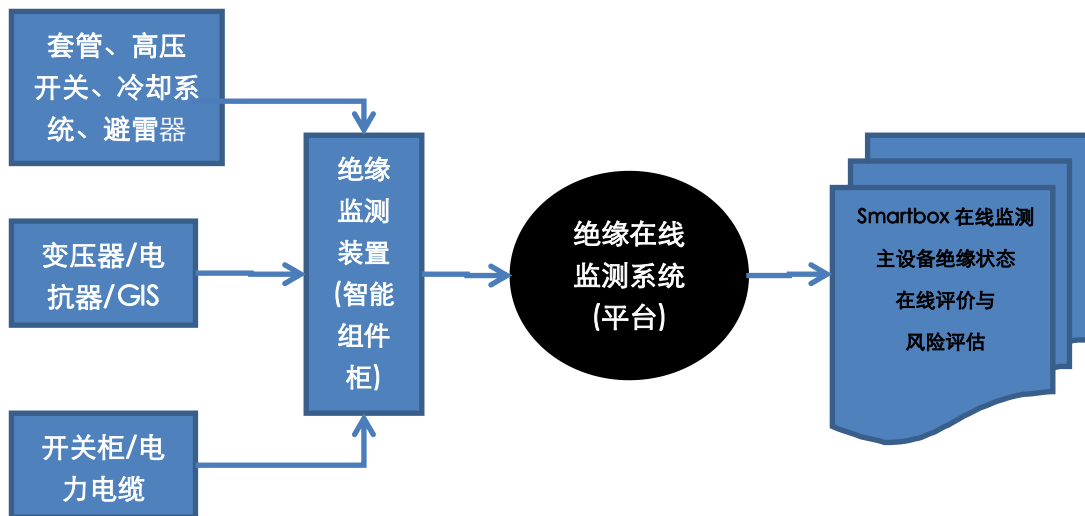 套管、高压
开关、冷却系
统、避雷器
变压器/电
抗器/GIS
开关柜/电
力电缆
绝缘
监测
装置
(智能
组件
柜)
绝缘在线
监测系统
(平台)
Smartbox 在线监测
主设备绝缘状态
在线评价与
风险评估